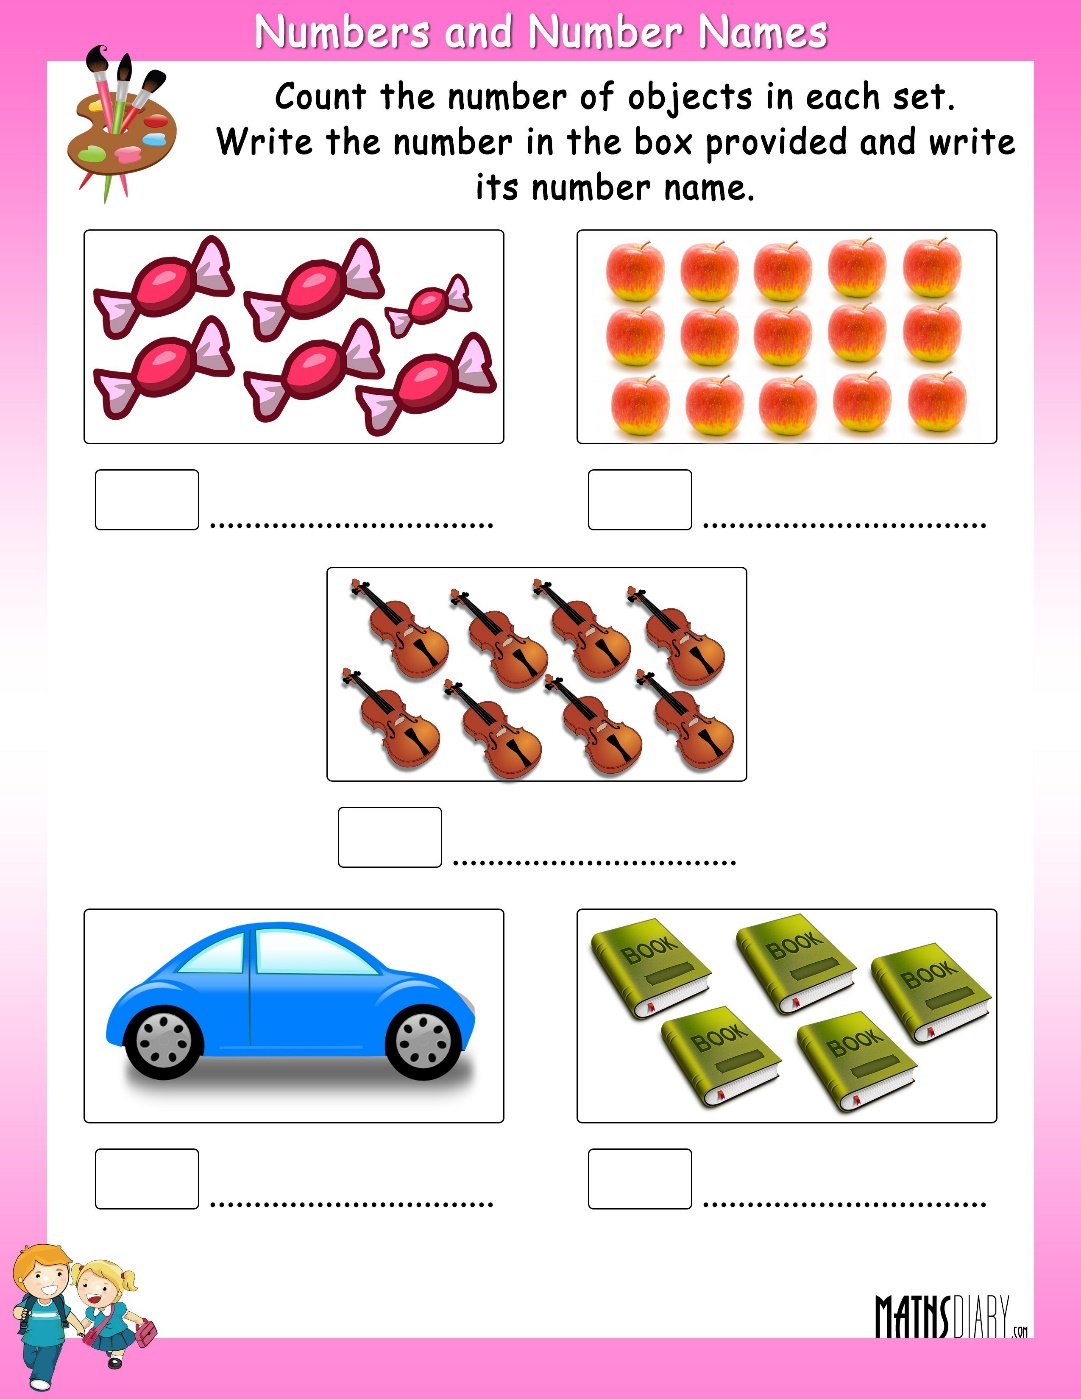 Numbers and Number Names
Count the number of objects in each set.
Write the number in the box provided and write
its number name.
BOOK
BOOK
BOOK
BOOK
BOOK
MATHSDIARY.COM